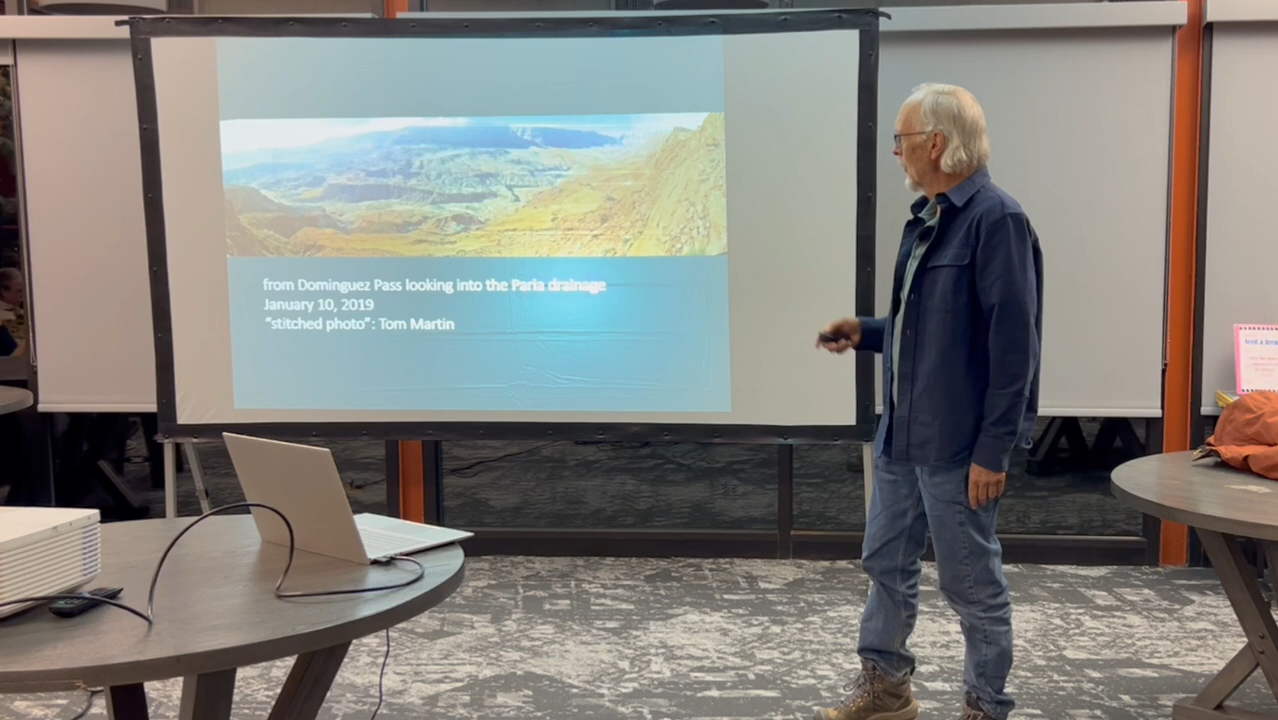 from Dominguez Pass looking into the Paria drainage
January 10, 2019
“stitched photo”: Tom Martin